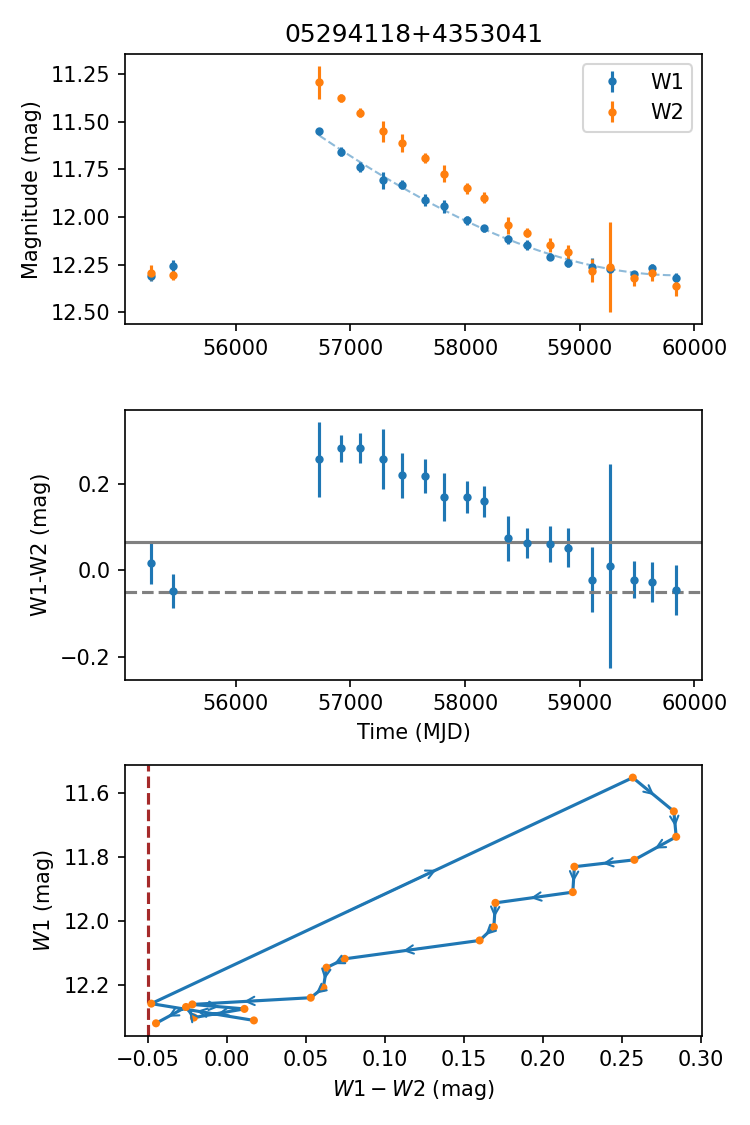 05294118+4353041
11.25
11.50
11.75
12.00
12.25
12.50
Magnitude (mag)
W1
W2
56000 57000 58000 59000 60000
0.2
0.0
−0.2
W1-W2 (mag)
56000 57000 58000 59000 60000
Time (MJD)
11.6
11.8
12.0
12.2
W1 (mag)
−0.05 0.00 0.05 0.10 0.15 0.20 0.25 0.30
W1 − W2 (mag)